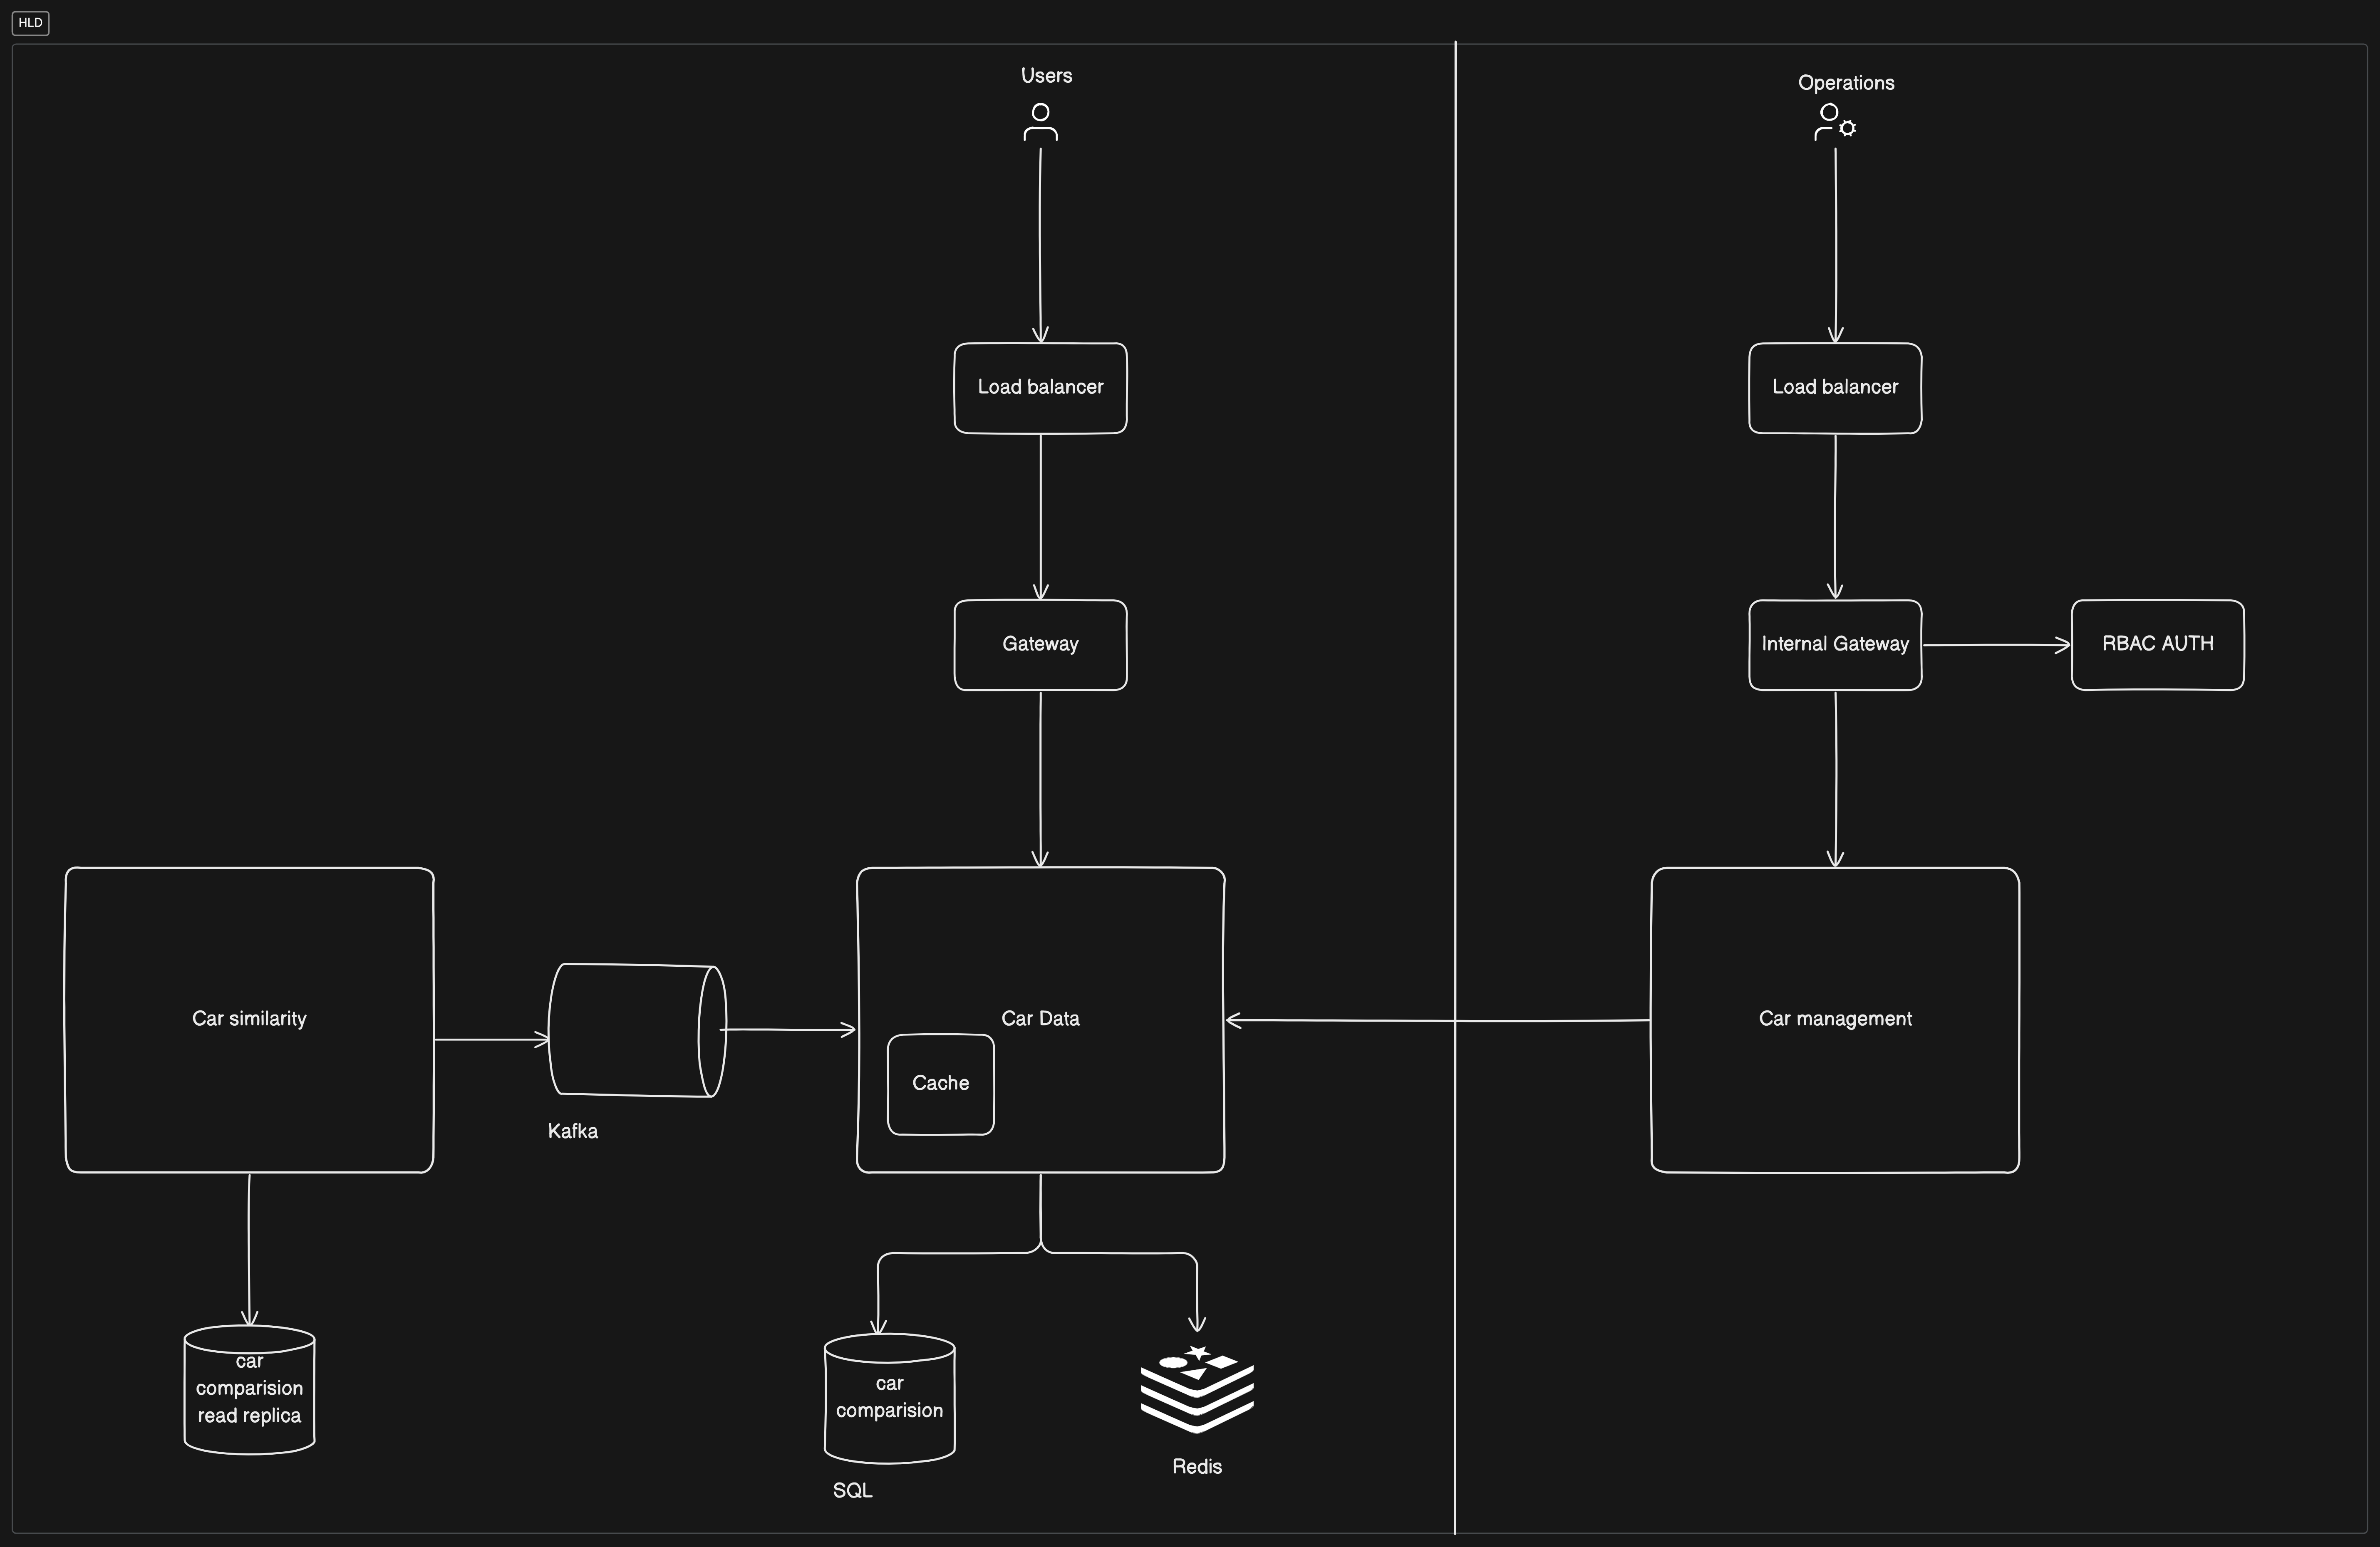 HLD
Users
Operations
Load balancer
Load balancer
Gateway
Internal Gateway
RBAC AUTH
Car similarity
Kafka
Car Data
Cache
Car management
car
comparision
read replica
car
comparision
SQL
Redis